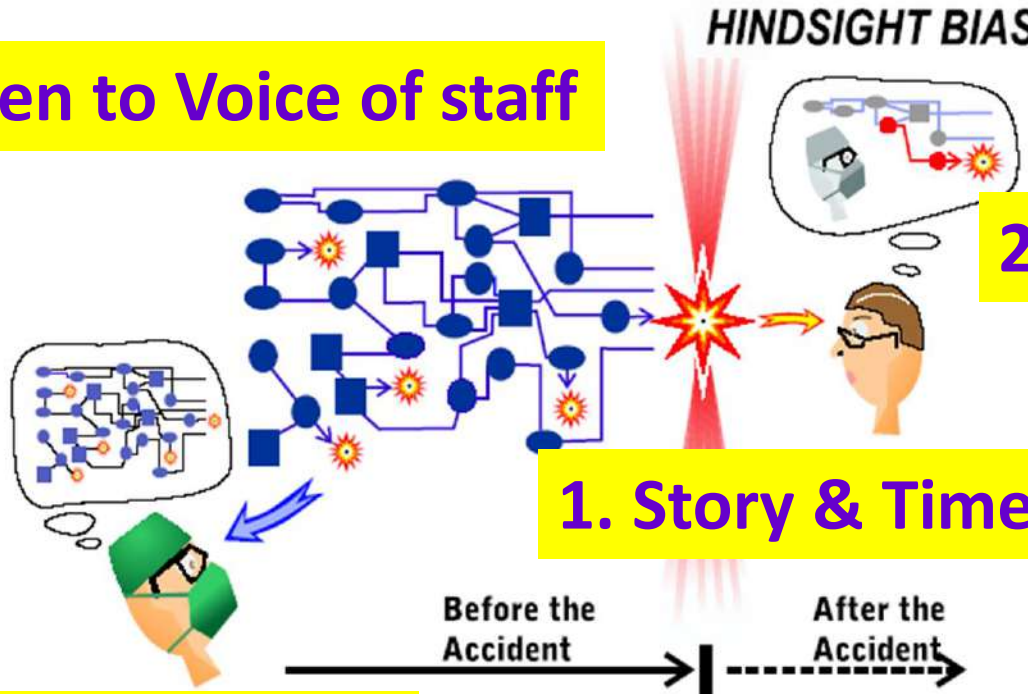 HINDSIGHT BIAS
en to Voice of staff
2
1. Story & Time
Before the
Accident
After the
Accident